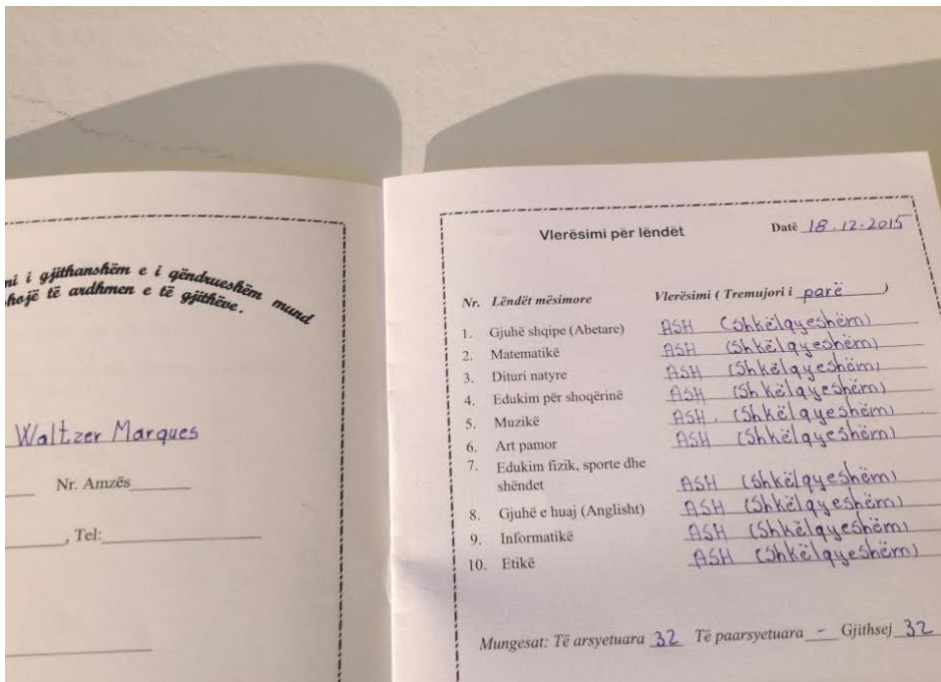 mi i gjithanshëm e i qëndrueshëm mund
hojë të ardhmen e të gjithëve.
Waltzer Marques
Nr. Amzës
, Tel:
Vlerësimi për lëndët Datë 18.12.2015
Nr. Lëndët mësimore Vlerësimi ( Tremujori i parë )
1. Gjuhë shqipe (Abetare) ASH (Shkëlqyeshëm)
2. Matematikë ASH (Shkëlqyeshëm)
3. Dituri natyre ASH (Shkëlqyeshëm)
4. Edukim për shoqërinë ASH (Shkëlqyeshëm)
5. Muzikë ASH. (Shkëlqyeshëm)
6. Art pamor ASH (Shkëlqyeshëm)
7. Edukim fizik, sporte dhe
shëndet ASH (Shkëlqyeshëm)
8. Gjuhë e huaj (Anglisht) ASH (Shkëlqyeshëm)
9. Informatikë ASH (Shkëlqyeshëm)
10. Etikë ASH (Shkëlqyeshëm)
Mungesat: Të arsyetuara 32 Të paarsyetuara - Gjithsej 32